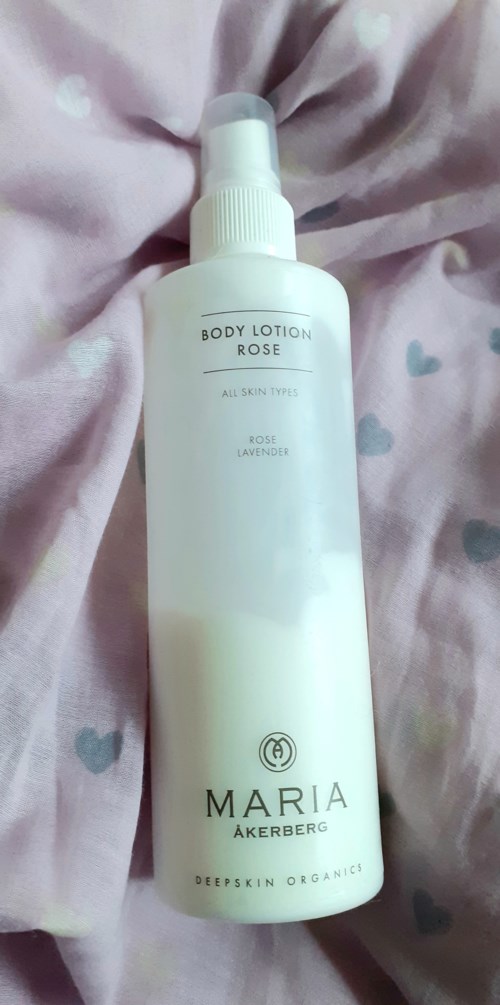 BODY LOTION
ROSE
ALL SKIN TYPES
ROSE
LAVENDER
MARIA
ÅKERBERG
DEEPSKIN ORGANICS